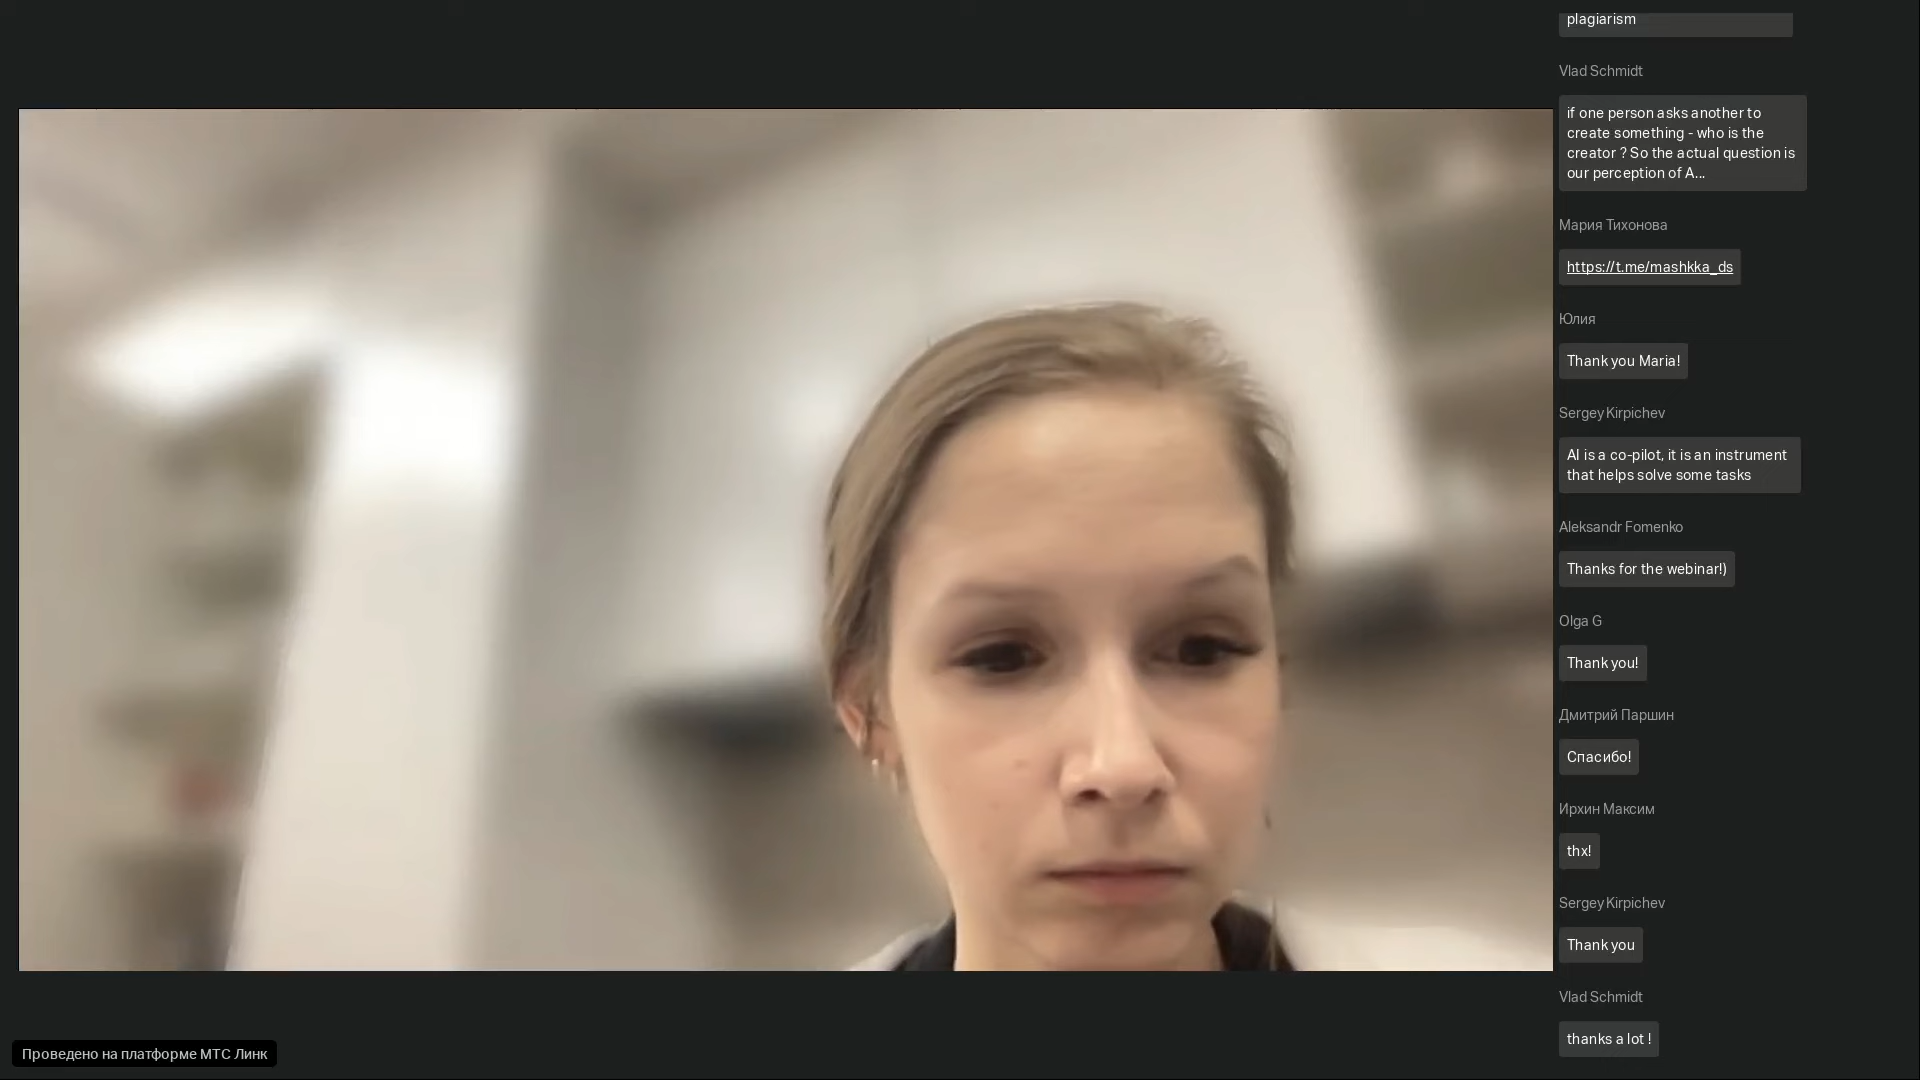 plagiarism
Vlad Schmidt
if one person asks another to
create something - who is the
creator ? So the actual question is
our perception of A...
Мария Тихонова
https://t.me/mashkka_ds
Юлия
Thank you Maria!
Sergey Kirpichev
AI is a co-pilot, it is an instrument
that helps solve some tasks
Aleksandr Fomenko
Thanks for the webinar!)
Olga G
Thank you!
Дмитрий Паршин
Спасибо!
Ирхин Максим
thx!
Sergey Kirpichev
Thank you
Vlad Schmidt
thanks a lot !
Проведено на платформе МТС Линк